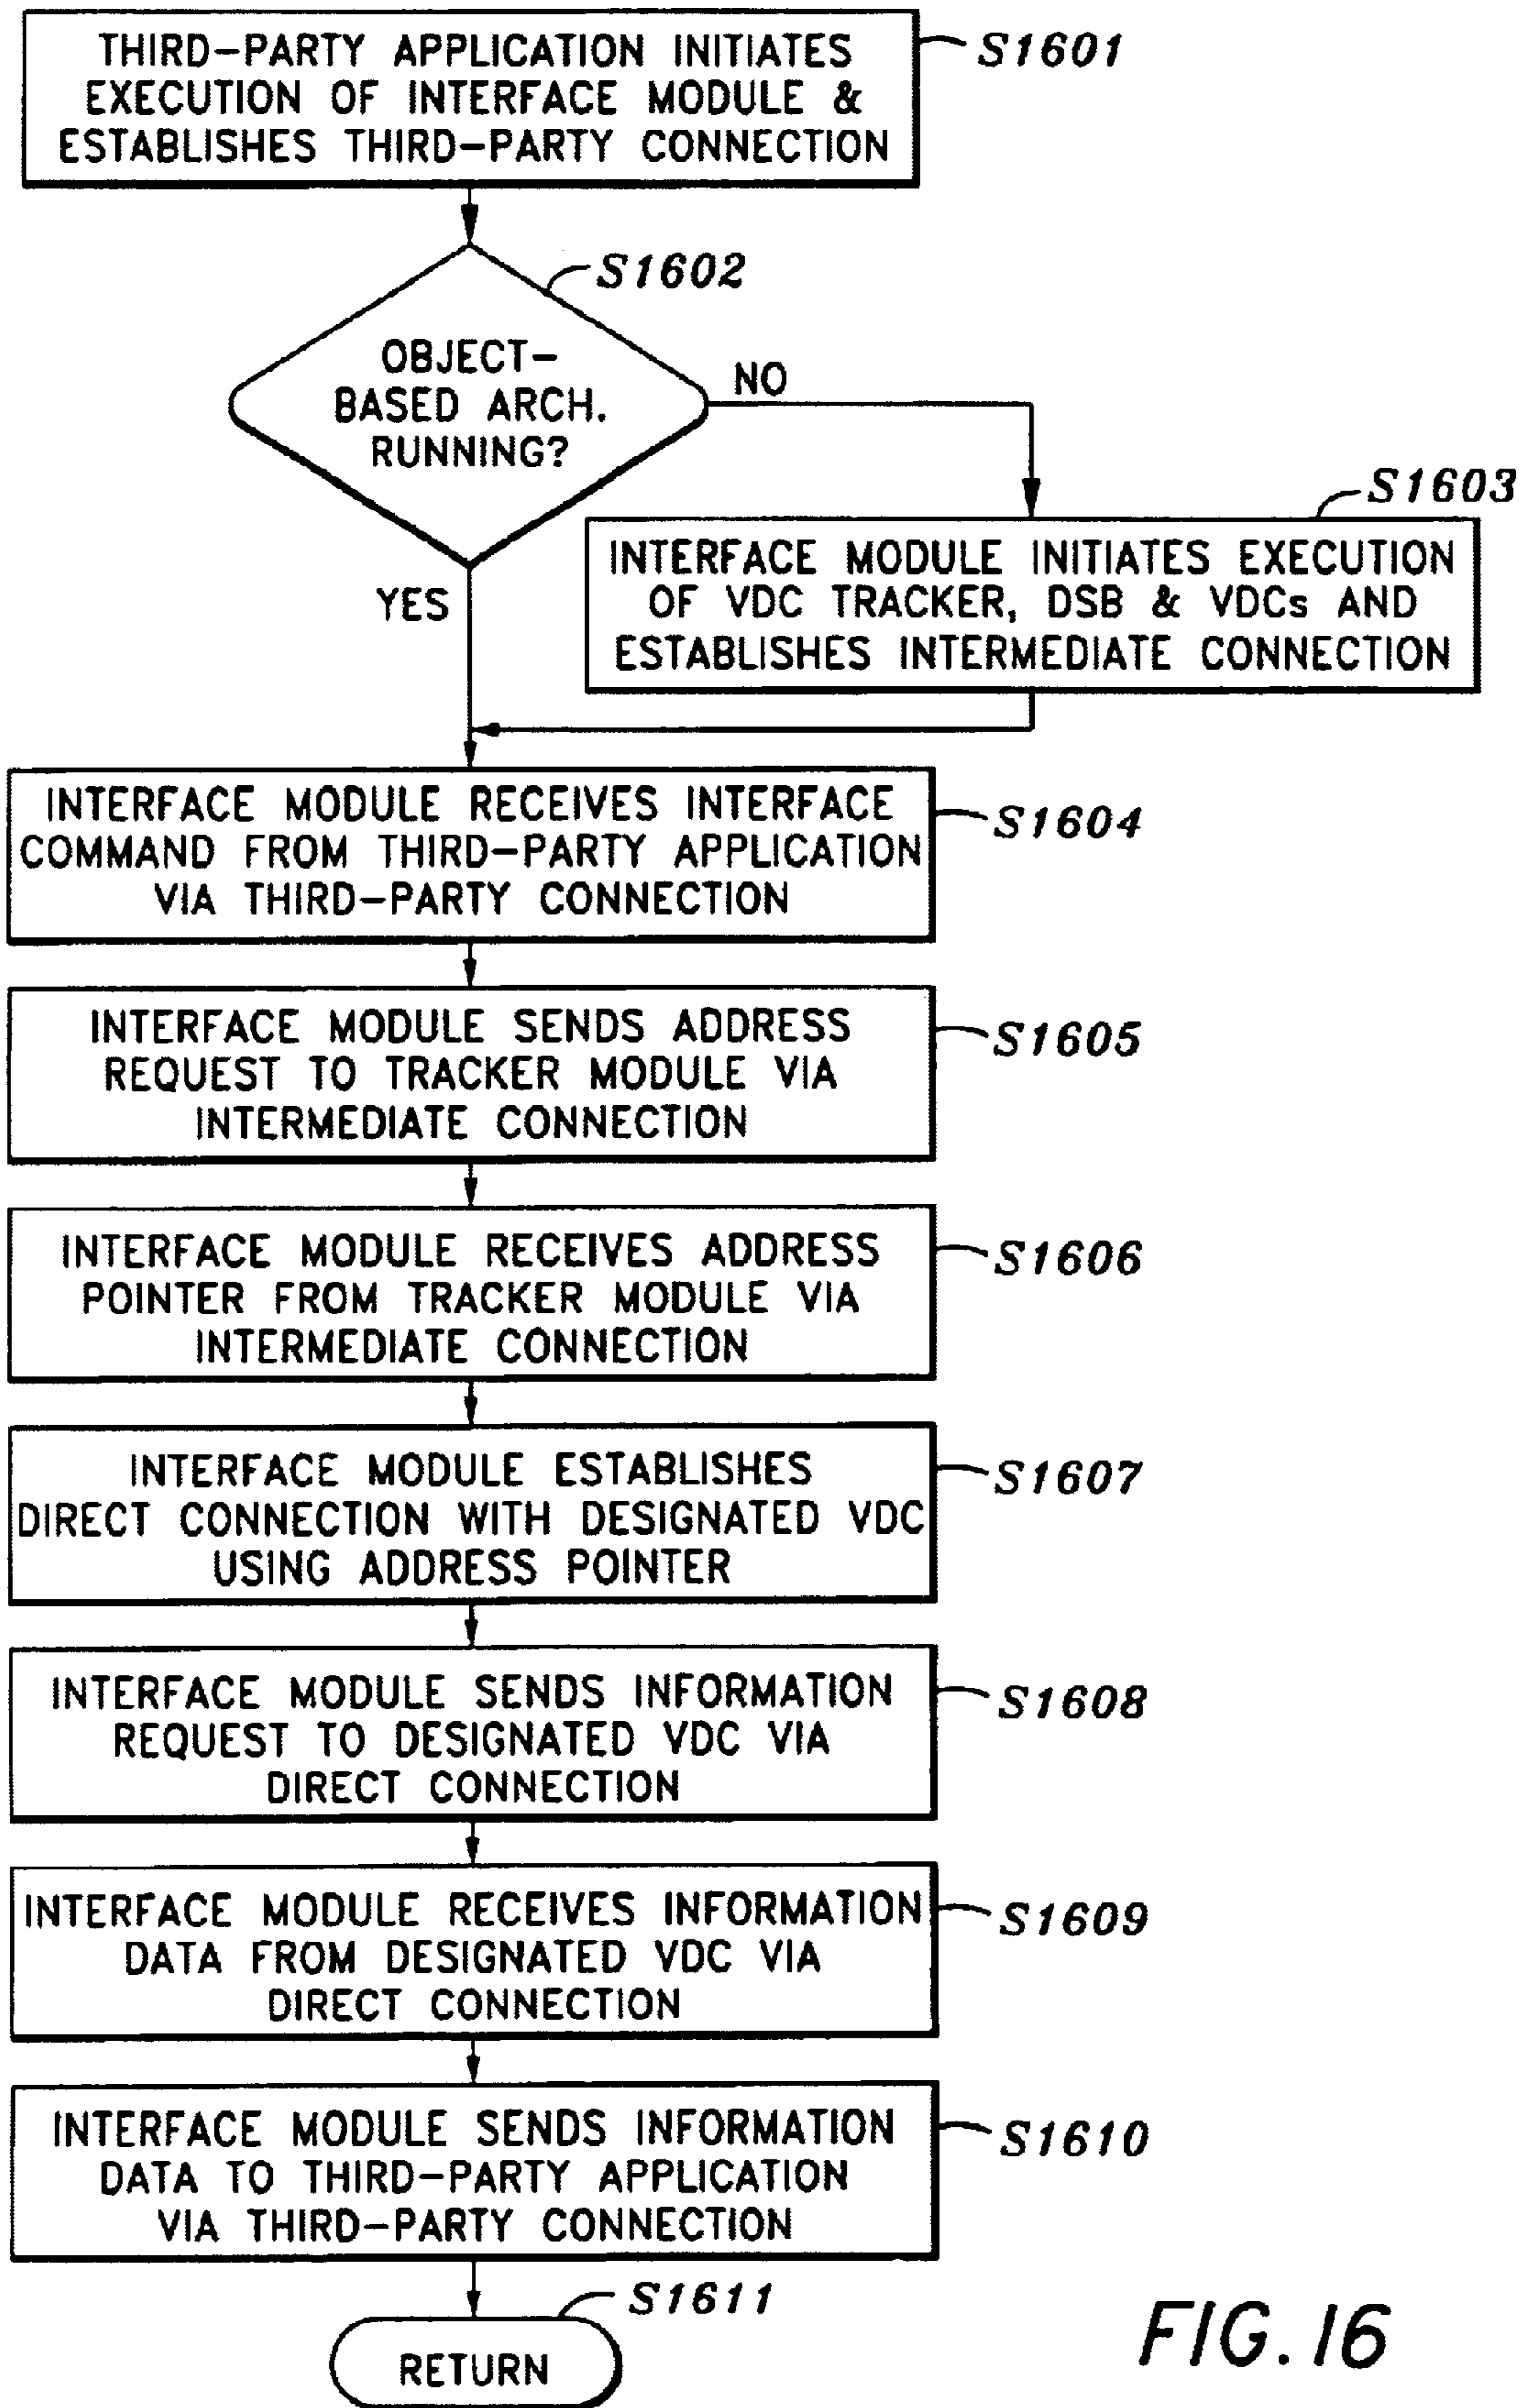 THIRD-PARTY APPLICATION INITIATES
EXECUTION OF INTERFACE MODULE &
ESTABLISHES THIRD-PARTY CONNECTION
S1601
S1602
OBJECT-
BASED ARCH.
RUNNING?
NO
YES
S1603
INTERFACE MODULE INITIATES EXECUTION
OF VDC TRACKER, DSB & VDCs AND
ESTABLISHES INTERMEDIATE CONNECTION
INTERFACE MODULE RECEIVES INTERFACE
COMMAND FROM THIRD-PARTY APPLICATION
VIA THIRD-PARTY CONNECTION
S1604
INTERFACE MODULE SENDS ADDRESS
REQUEST TO TRACKER MODULE VIA
INTERMEDIATE CONNECTION
S1605
INTERFACE MODULE RECEIVES ADDRESS
POINTER FROM TRACKER MODULE VIA
INTERMEDIATE CONNECTION
S1606
INTERFACE MODULE ESTABLISHES
DIRECT CONNECTION WITH DESIGNATED VDC
USING ADDRESS POINTER
S1607
INTERFACE MODULE SENDS INFORMATION
REQUEST TO DESIGNATED VDC VIA
DIRECT CONNECTION
S1608
INTERFACE MODULE RECEIVES INFORMATION
DATA FROM DESIGNATED VDC VIA
DIRECT CONNECTION
S1609
INTERFACE MODULE SENDS INFORMATION
DATA TO THIRD-PARTY APPLICATION
VIA THIRD-PARTY CONNECTION
S1610
S1611
RETURN
FIG. 16